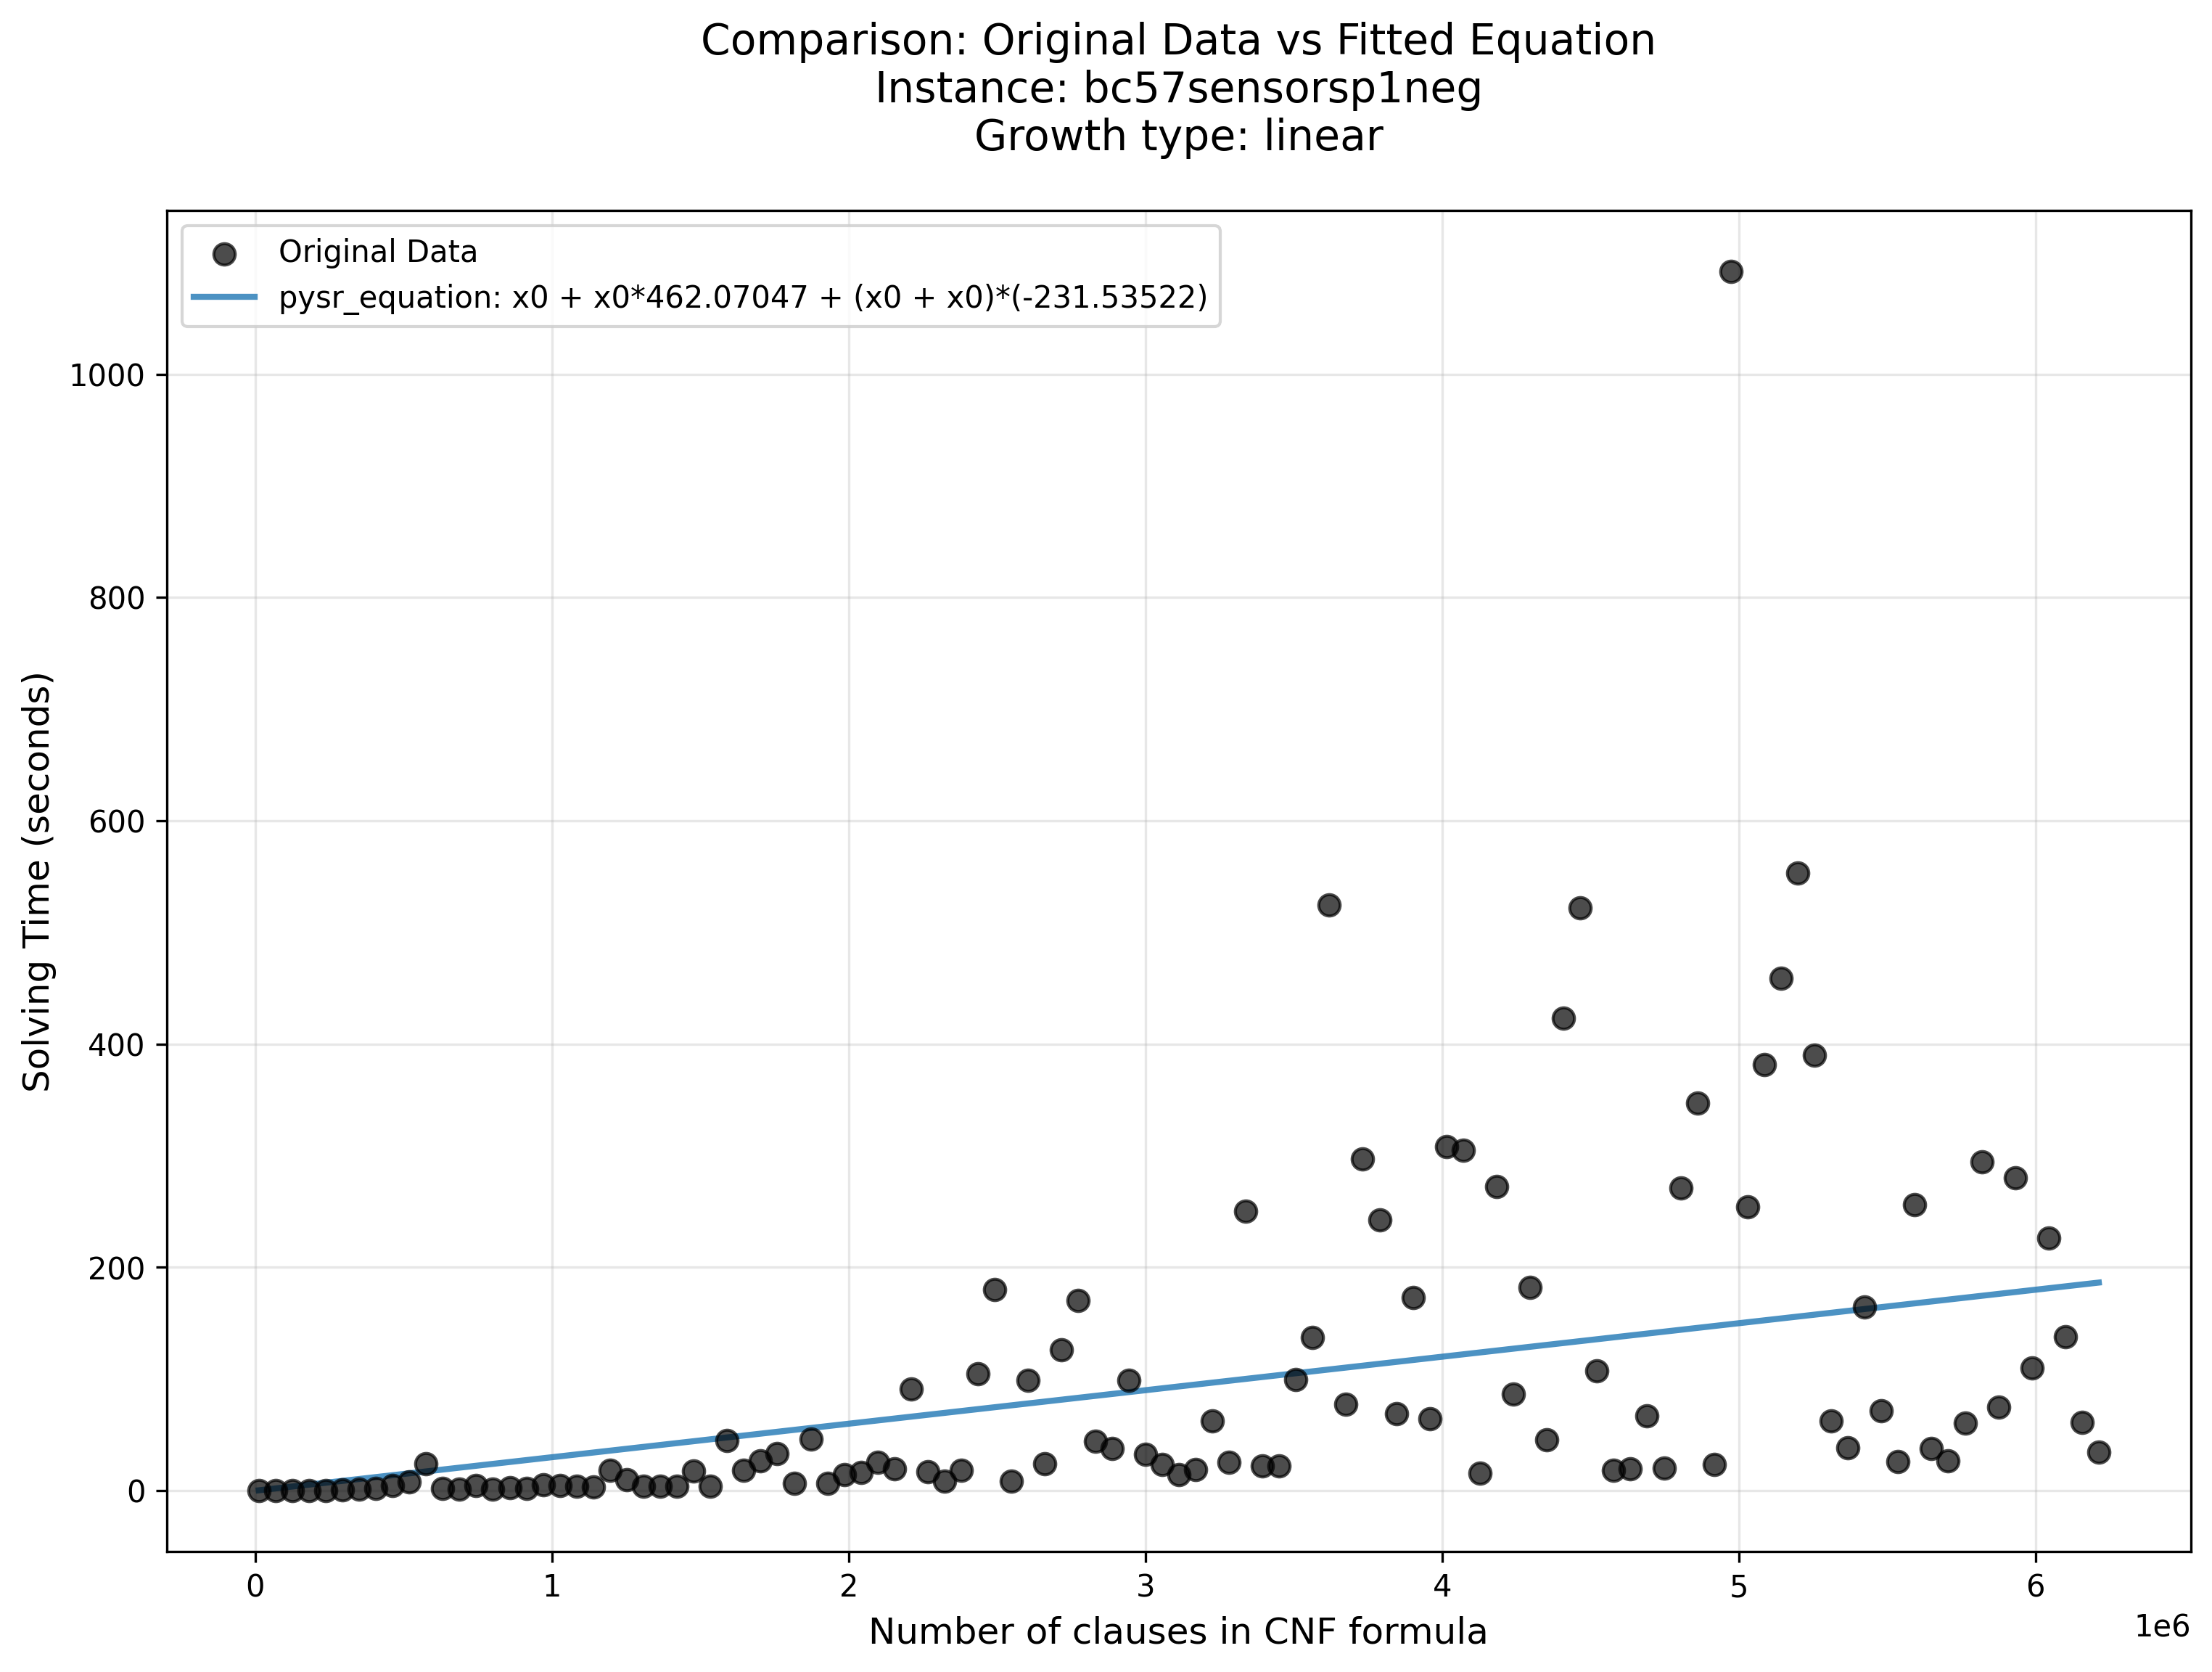 Comparison: Original Data vs Fitted Equation
Instance: bc57sensorsp1neg
Growth type: linear
Original Data
pysr_equation: x0 + x0*462.07047 + (x0 + x0)*(-231.53522)
1000
800
600
400
200
0
Solving Time (seconds)
0 1 2 3 4 5 6
1e6
Number of clauses in CNF formula